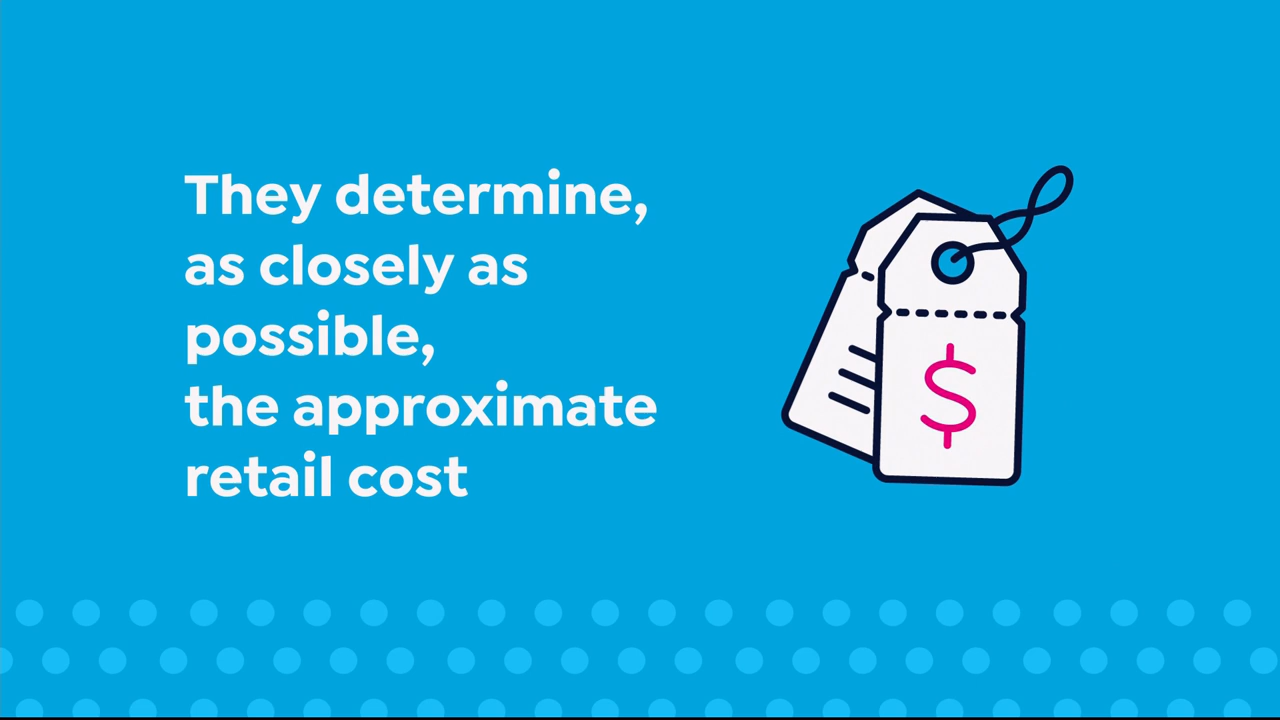 They determine,
as closely as
possible,
the approximate
retail cost
$